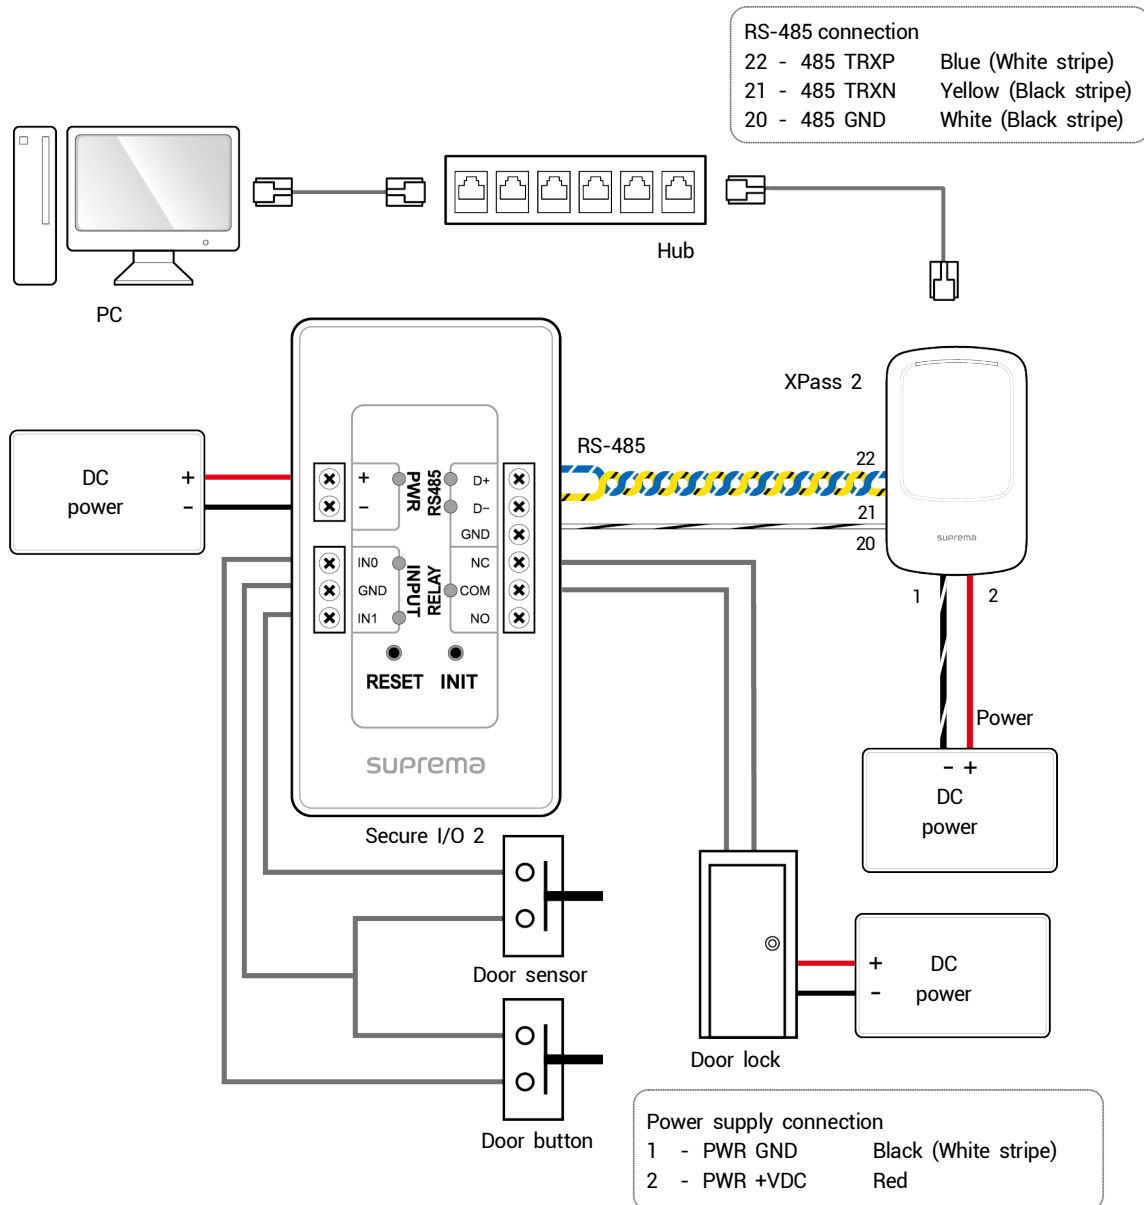 RS-485 connection
22 - 485 TRXP Blue (White stripe)
21 - 485 TRXN Yellow (Black stripe)
20 - 485 GND White (Black stripe)
Hub
PC
XPass 2
RS-485
22
21
20
suprema
1 2
Power
- +
DC
power
DC
power
+
-
+
-
PWR
RS485
D+
D-
GND
IN0
GND
IN1
INPUT
RELAY
NC
COM
NO
RESET INIT
suprema
Secure I/O 2
Door sensor
Door button
Door lock
+
-
DC
power
Power supply connection
1 - PWR GND Black (White stripe)
2 - PWR +VDC Red